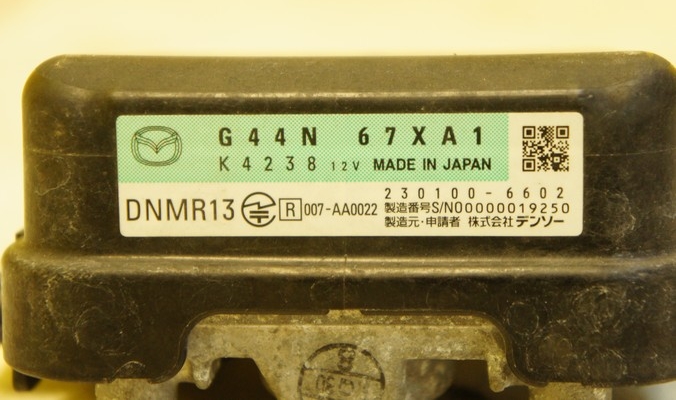 G44N 67XA1
K4238 12V MADE IN JAPAN
DNMR13 R 007-AA0022
230100-6602
製造番号S/N00000019250
製造元・申請者 株式会社 デンソー